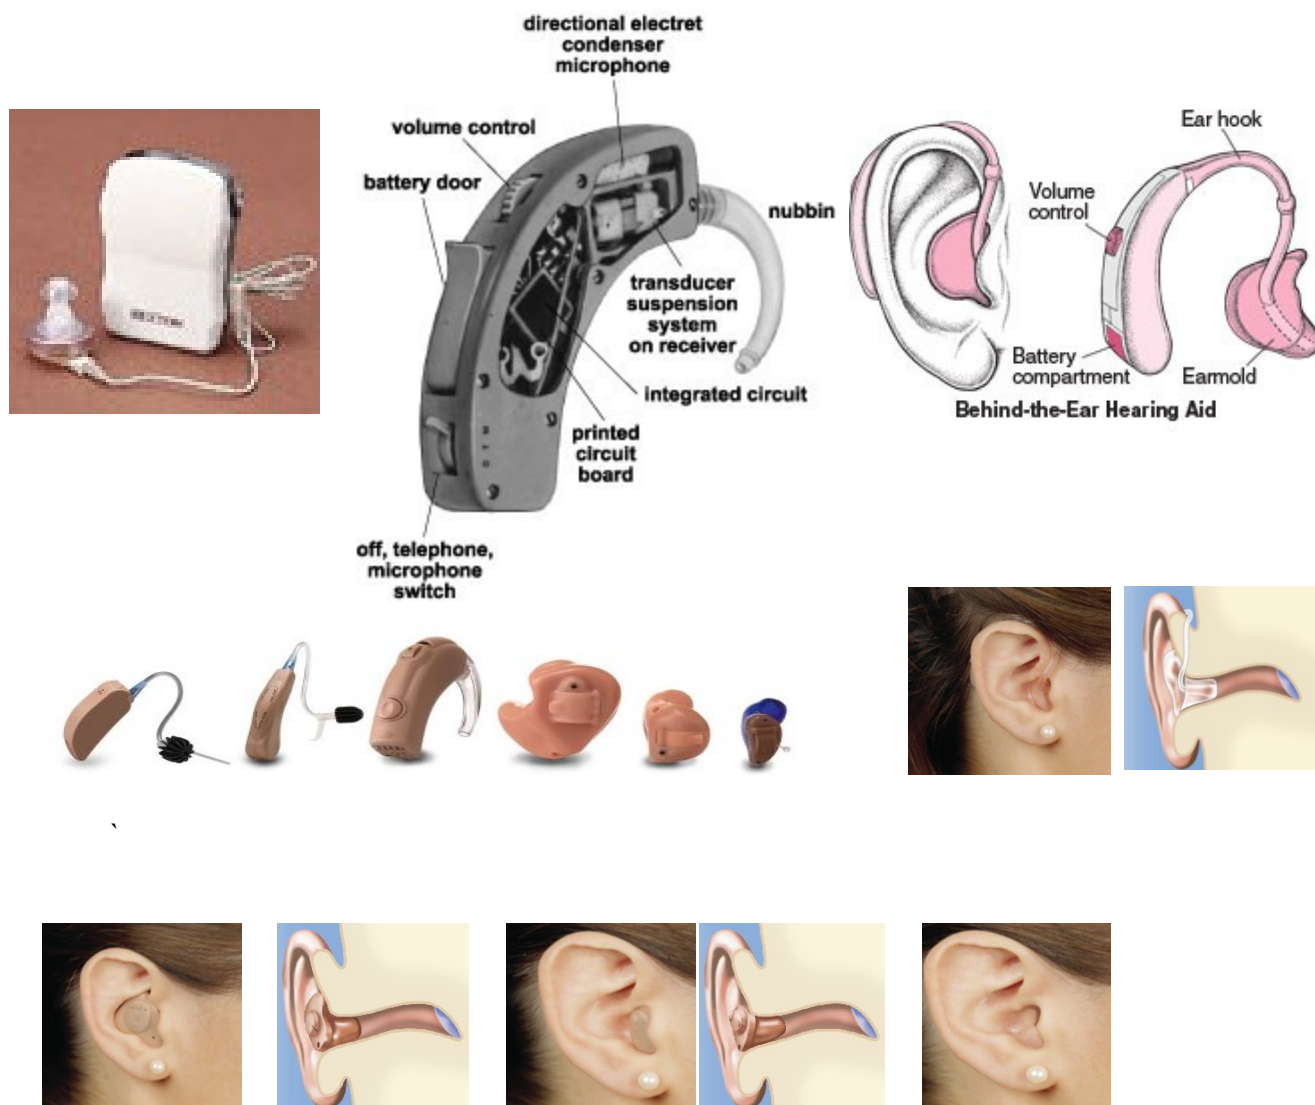 directional electret
condenser
microphone
volume control
battery door
nubbin
transducer
suspension
system
on receiver
integrated circuit
printed
circuit
board
off, telephone,
microphone
switch
Ear hook
Volume
control
Battery
compartment
Earmold
Behind-the-Ear Hearing Aid
`